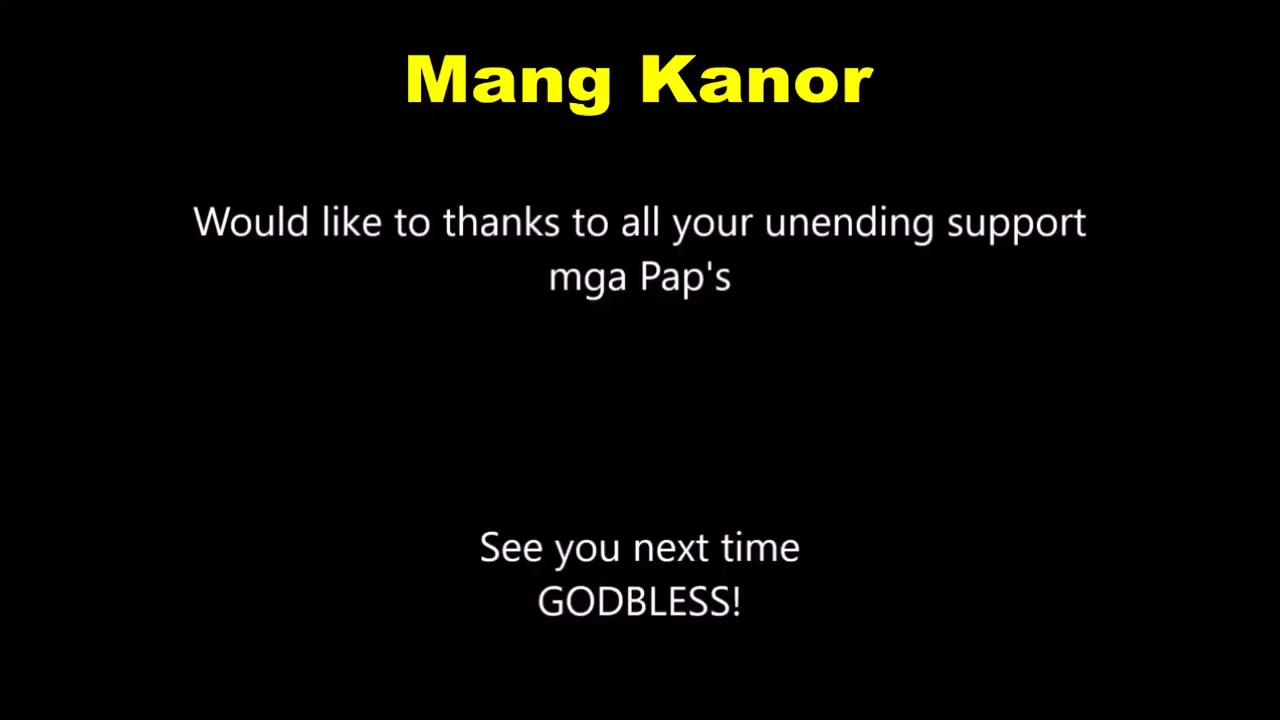 Mang Kanor
Would like to thanks to all your unending support
mga Pap's
See you next time
GODBLESS!